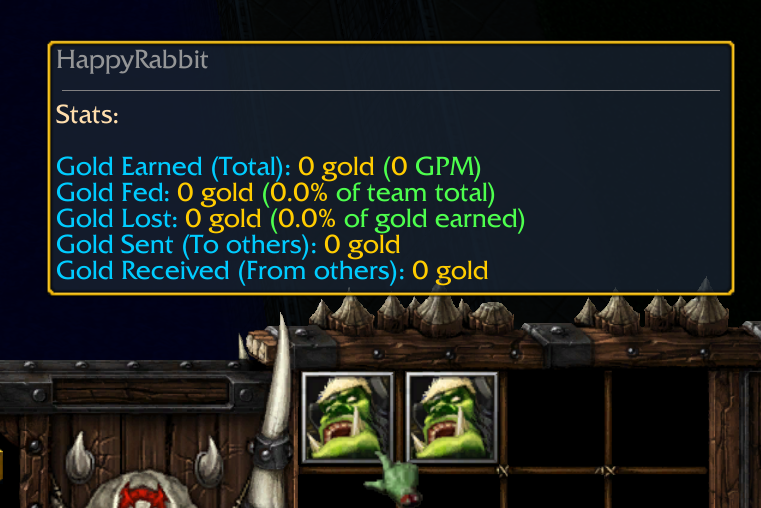 HappyRabbit
Stats:
Gold Earned (Total): 0 gold (0 GPM)
Gold Fed: 0 gold (0.0% of team total)
Gold Lost: 0 gold (0.0% of gold earned)
Gold Sent (To others): 0 gold
Gold Received (From others): 0 gold